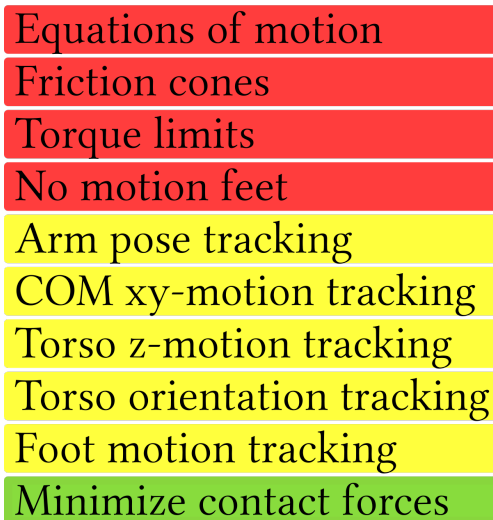 Equations of motion
Friction cones
Torque limits
No motion feet
Arm pose tracking
COM xy-motion tracking
Torso z-motion tracking
Torso orientation tracking
Foot motion tracking
Minimize contact forces